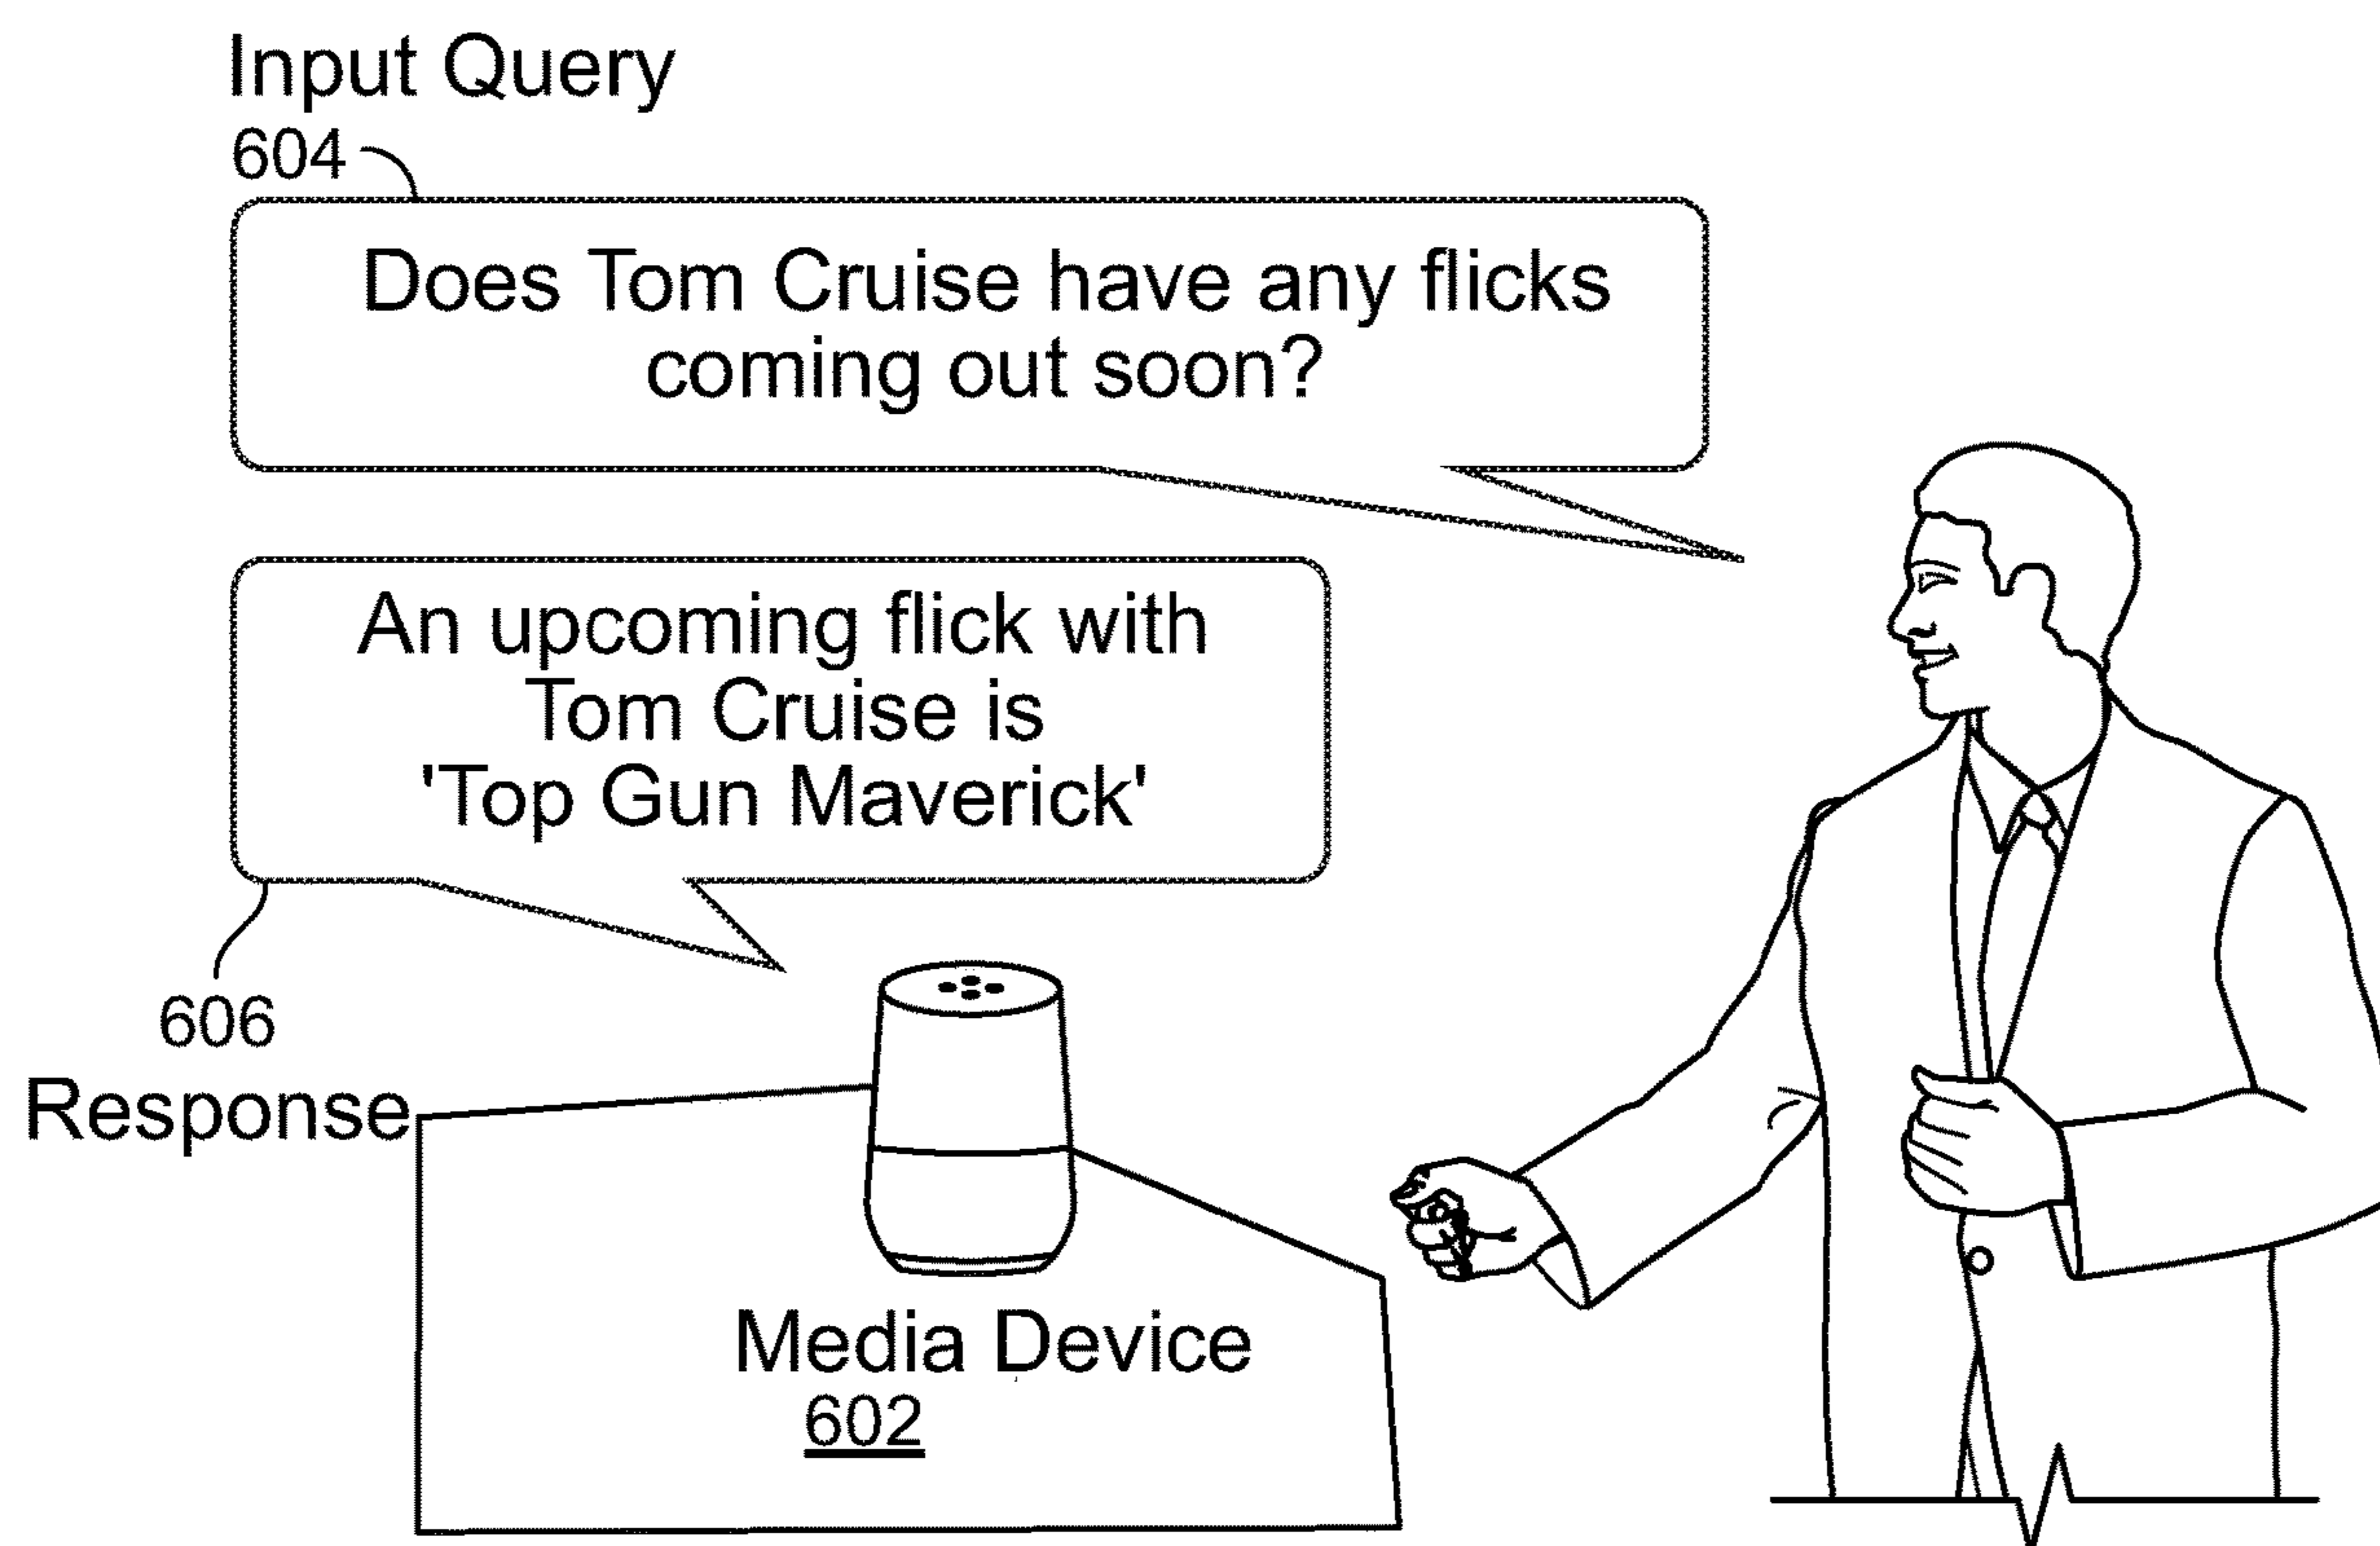 Input Query
604
Does Tom Cruise have any flicks
coming out soon?
An upcoming flick with
Tom Cruise is
'Top Gun Maverick'
606
Response
Media Device
602